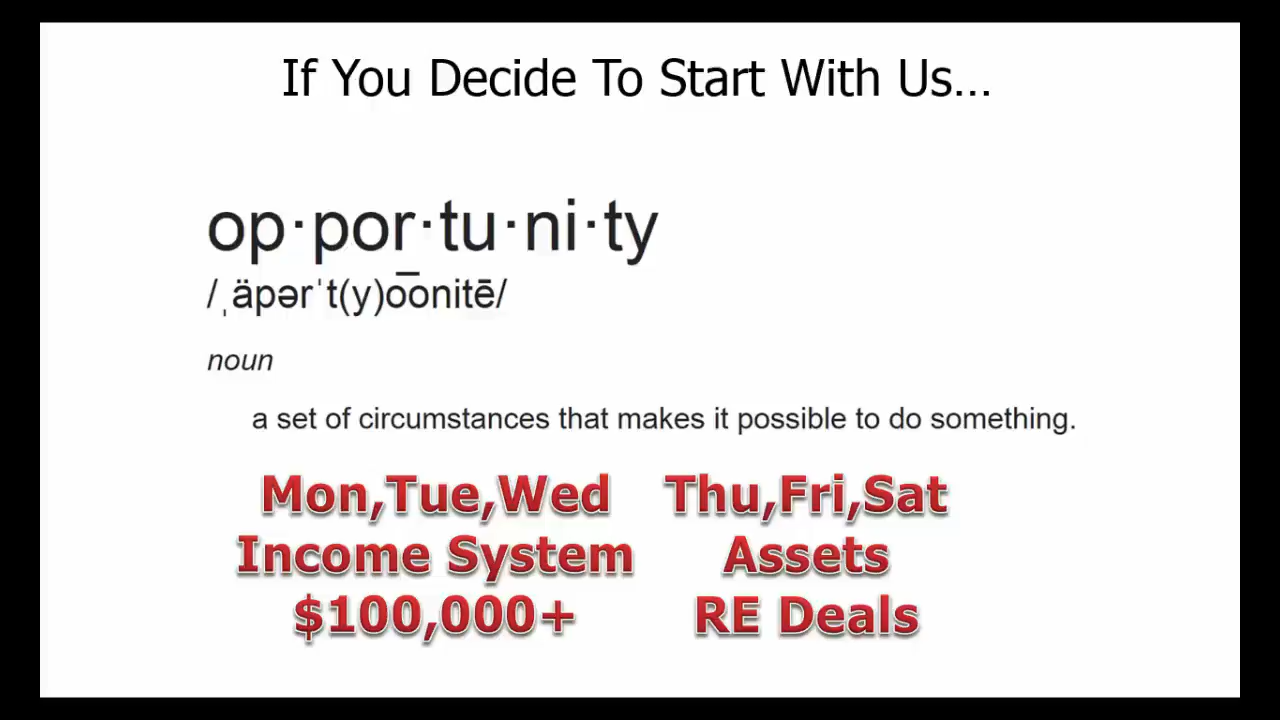 If You Decide To Start With Us...
op·por·tu·ni·ty
/ˌäpərˈt(y)o͞onitē/
noun
a set of circumstances that makes it possible to do something.
Mon,Tue,Wed Thu,Fri,Sat
Income System Assets
$100,000+ RE Deals